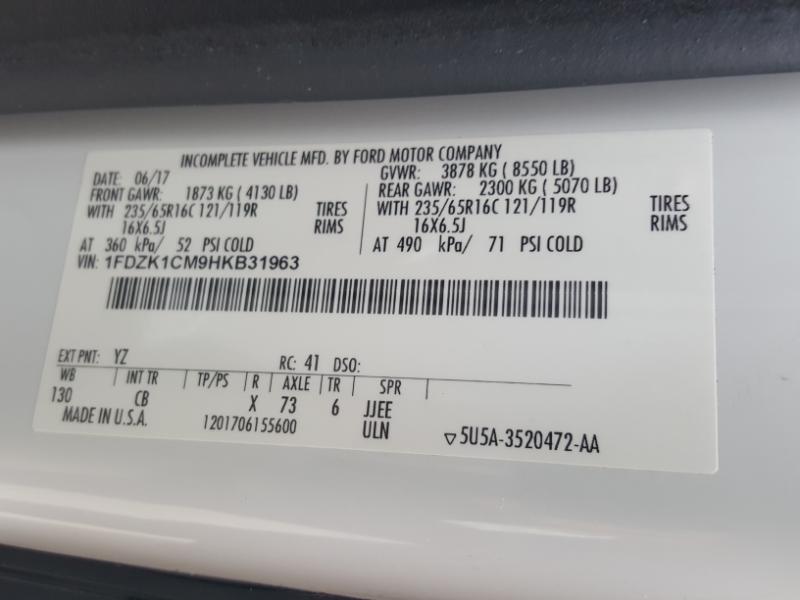 INCOMPLETE VEHICLE MFD. BY FORD MOTOR COMPANY
DATE: 06/17 GVWR: 3878 KG ( 8550 LB)
FRONT GAWR: 1873 KG ( 4130 LB) REAR GAWR: 2300 KG ( 5070 LB)
WITH 235/65R16C 121/119R TIRES WITH 235/65R16C 121/119R TIRES
16X6.5J RIMS 16X6.5J RIMS
AT 360 kPa/ 52 PSI COLD AT 490 kPa/ 71 PSI COLD
VIN: 1FDZK1CM9HKB31963
EXT PNT: YZ RC: 41 DSO:
WB INT TR TP/PS R AXLE TR SPR
130 CB X 73 6 JJEE
MADE IN U.S.A. 1201706155600 ULN ▽5U5A-3520472-AA